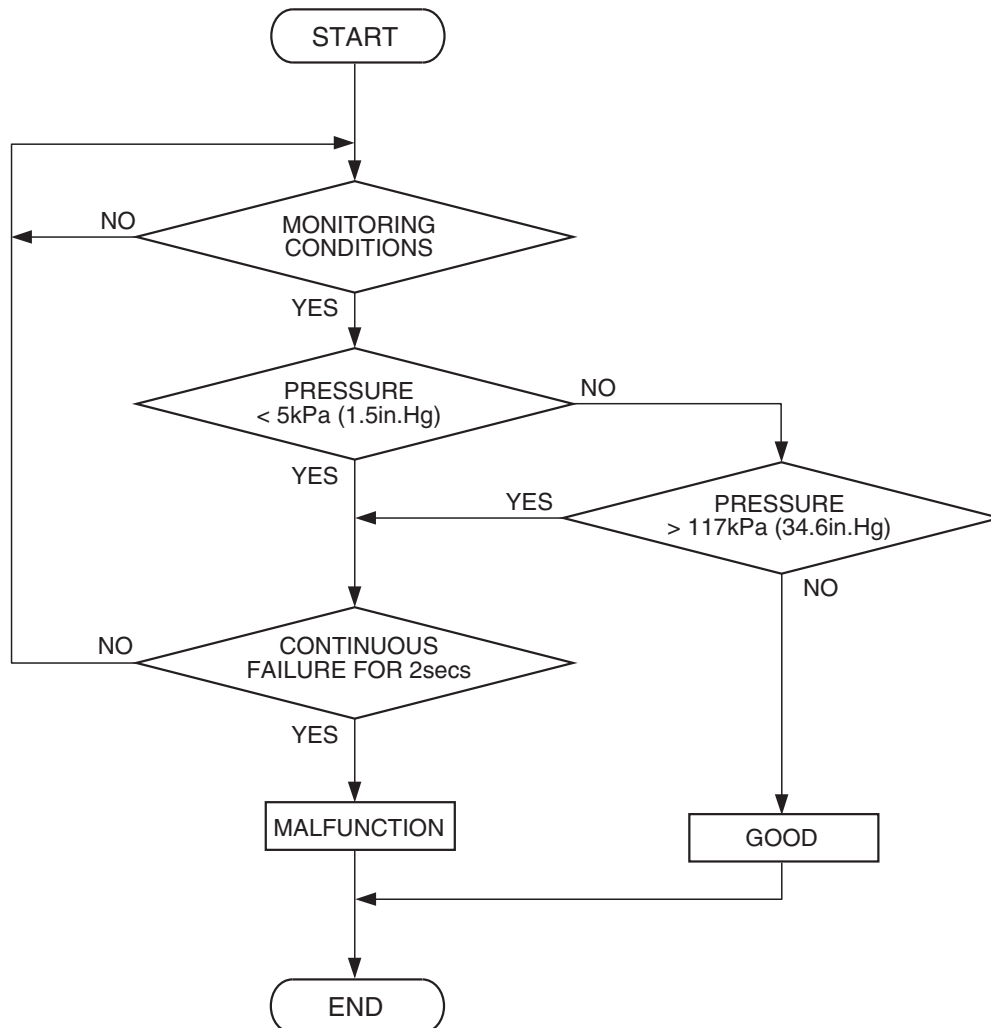 START
NO
MONITORING
CONDITIONS
YES
PRESSURE
< 5kPa (1.5in.Hg)
NO
YES
YES
PRESSURE
> 117kPa (34.6in.Hg)
NO
NO
CONTINUOUS
FAILURE FOR 2secs
YES
MALFUNCTION
GOOD
END